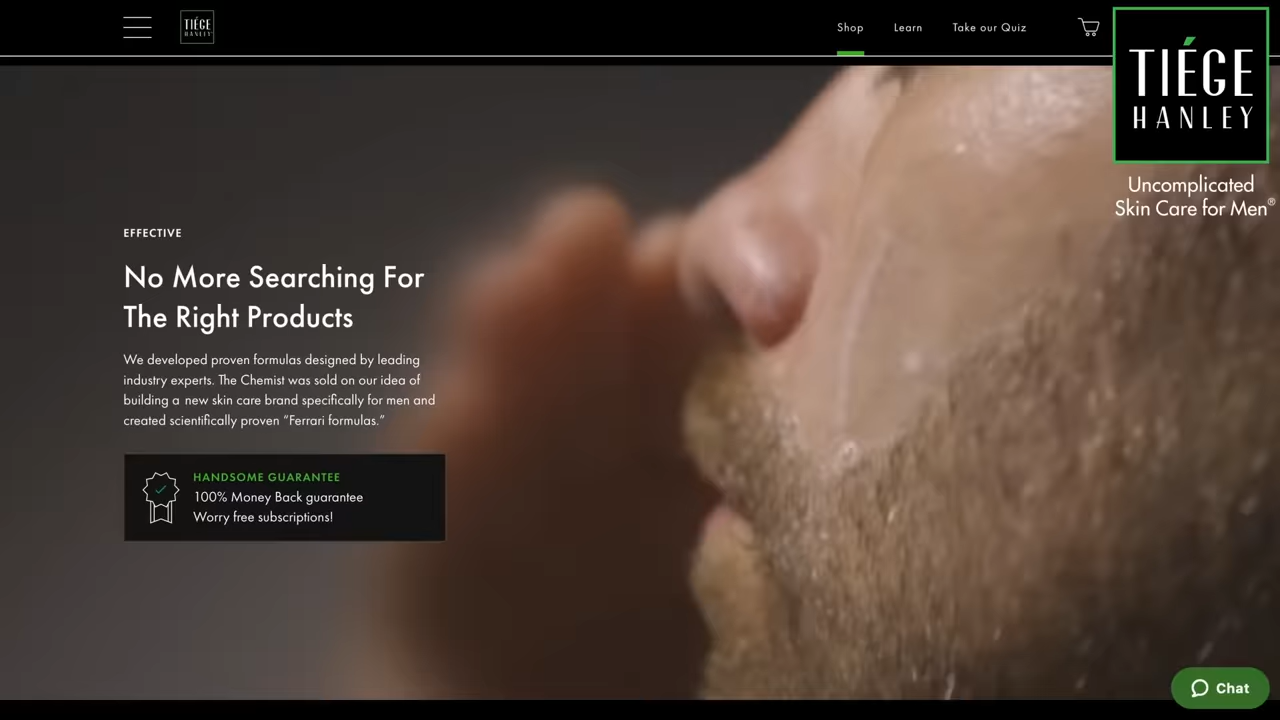 TIÉGE
HANLEY
Shop
Learn
Take our Quiz
TIÉGE
HANLEY
Uncomplicated
Skin Care for Men®
EFFECTIVE
No More Searching For
The Right Products
We developed proven formulas designed by leading
industry experts. The Chemist was sold on our idea of
building a new skin care brand specifically for men and
created scientifically proven “Ferrari formulas.”
HANDSOME GUARANTEE
100% Money Back guarantee
Worry free subscriptions!
Chat